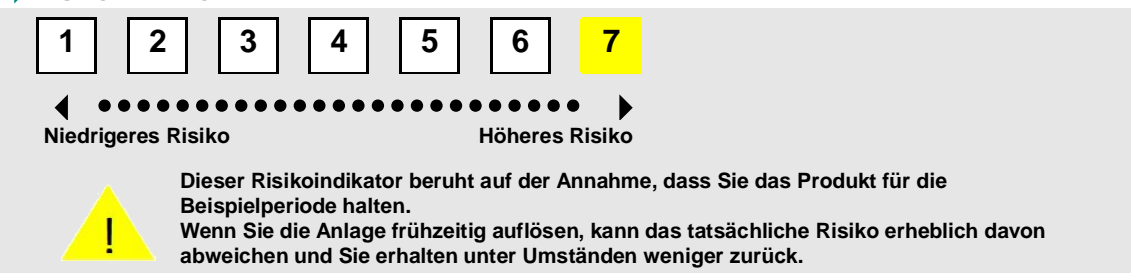 1 2 3 4 5 6 7
Niedrigeres Risiko Höheres Risiko
Dieser Risikoindikator beruht auf der Annahme, dass Sie das Produkt für die
Beispielperiode halten.
! Wenn Sie die Anlage frühzeitig auflösen, kann das tatsächliche Risiko erheblich davon
abweichen und Sie erhalten unter Umständen weniger zurück.